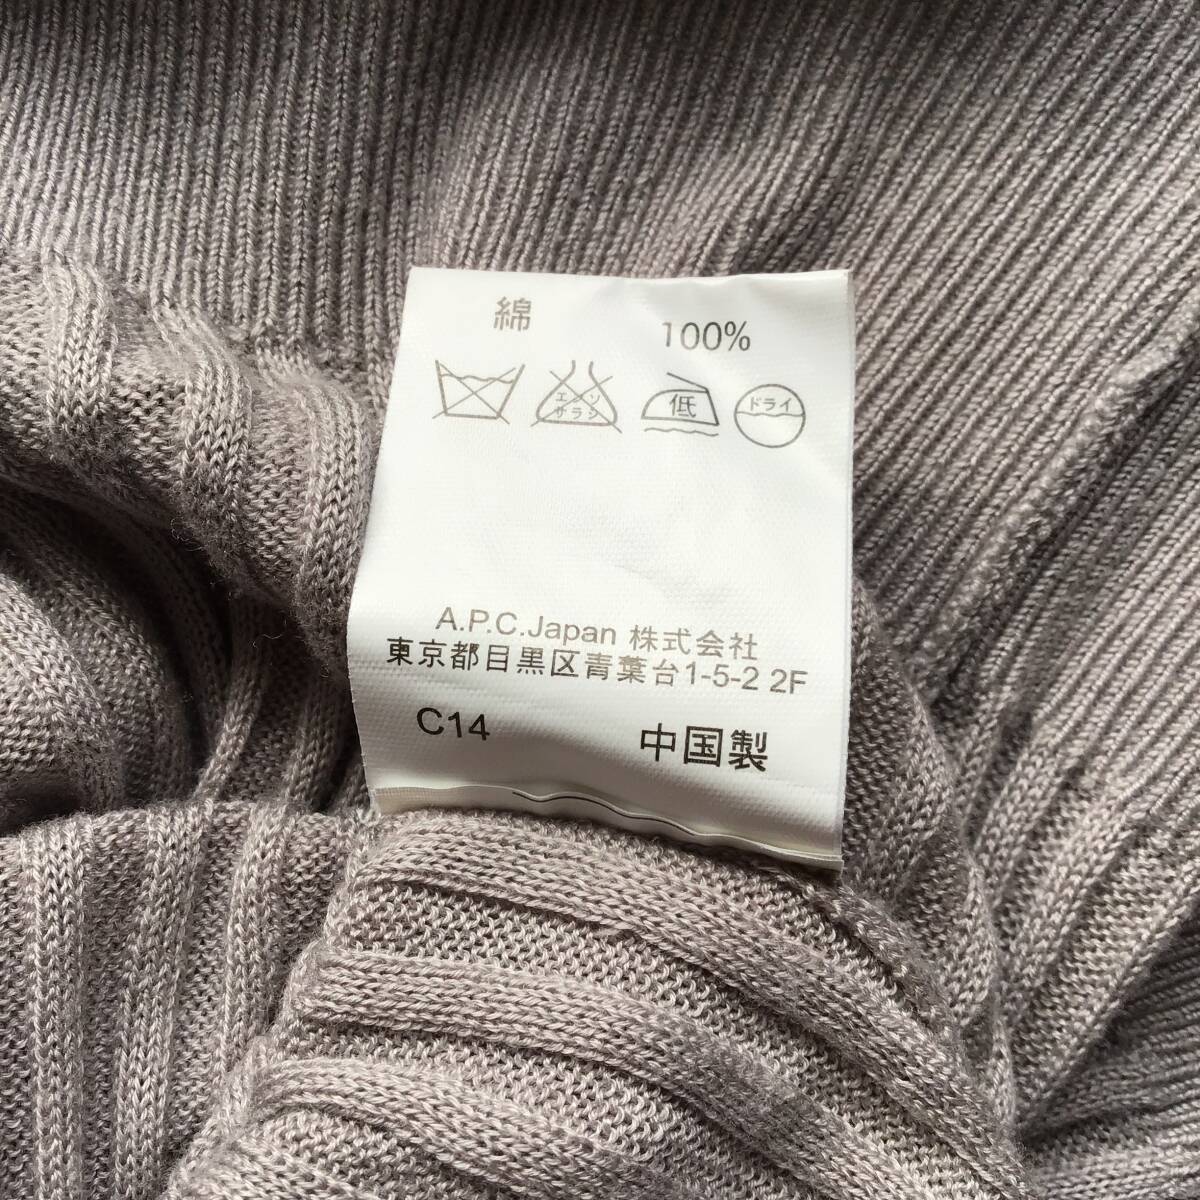 綿 100%
エンソ サラシ 低 ドライ
A.P.C.Japan 株式会社
東京都目黒区青葉台1-5-2 2F
C14 中国製